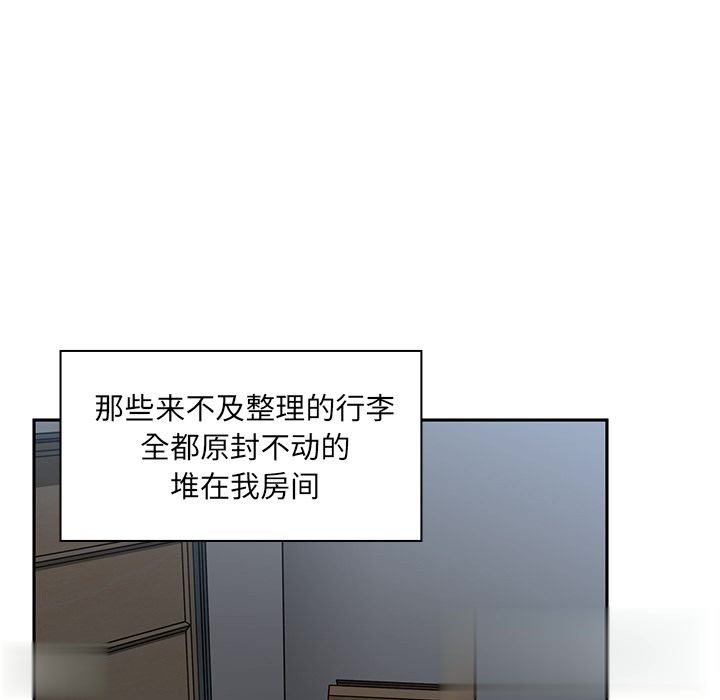 那些来不及整理的行李
全都原封不动的
堆在我房间